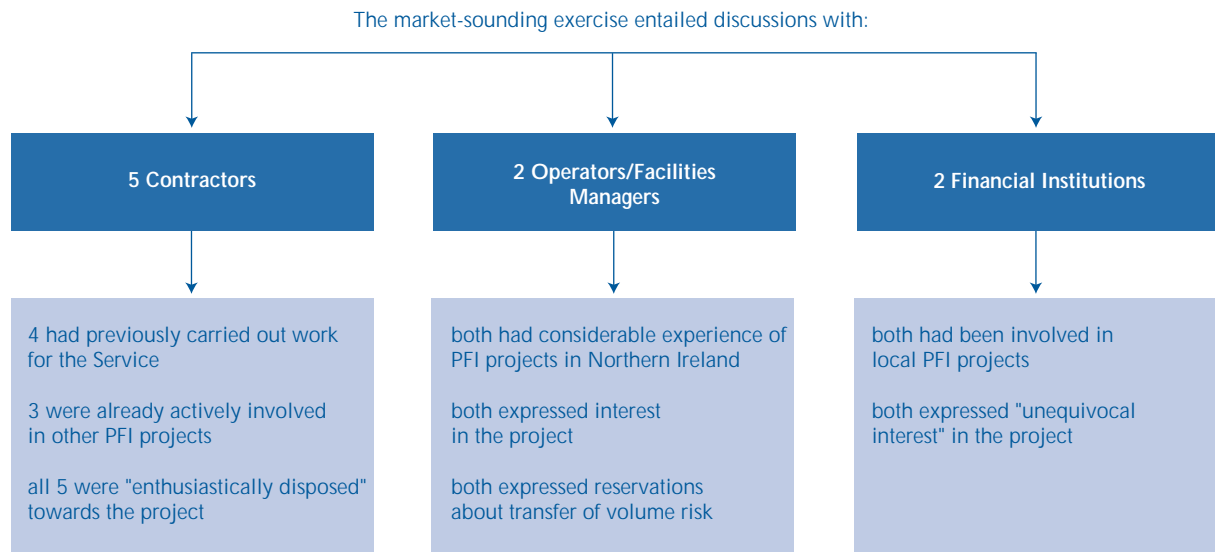 The market-sounding exercise entailed discussions with:
5 Contractors
2 Operators/Facilities
Managers
2 Financial Institutions
4 had previously carried out work
for the Service
3 were already actively involved
in other PFI projects
all 5 were "enthusiastically disposed"
towards the project
both had considerable experience of
PFI projects in Northern Ireland
both expressed interest
in the project
both expressed reservations
about transfer of volume risk
both had been involved in
local PFI projects
both expressed "unequivocal
interest" in the project